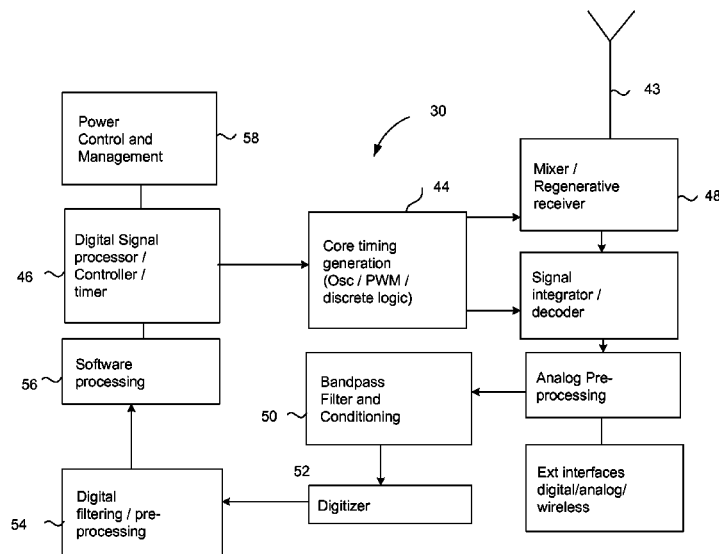 43
30
Power
Control and
Management
58
Mixer /
Regenerative
receiver
48
44
Digital Signal
processor /
Controller /
timer
46
Core timing
generation
(Osc / PWM /
discrete logic)
Signal
integrator /
decoder
Software
processing
56
Bandpass
Filter and
Conditioning
50
Analog Pre-
processing
52
Digitizer
Ext interfaces
digital/analog/
wireless
Digital
filtering / pre-
processing
54